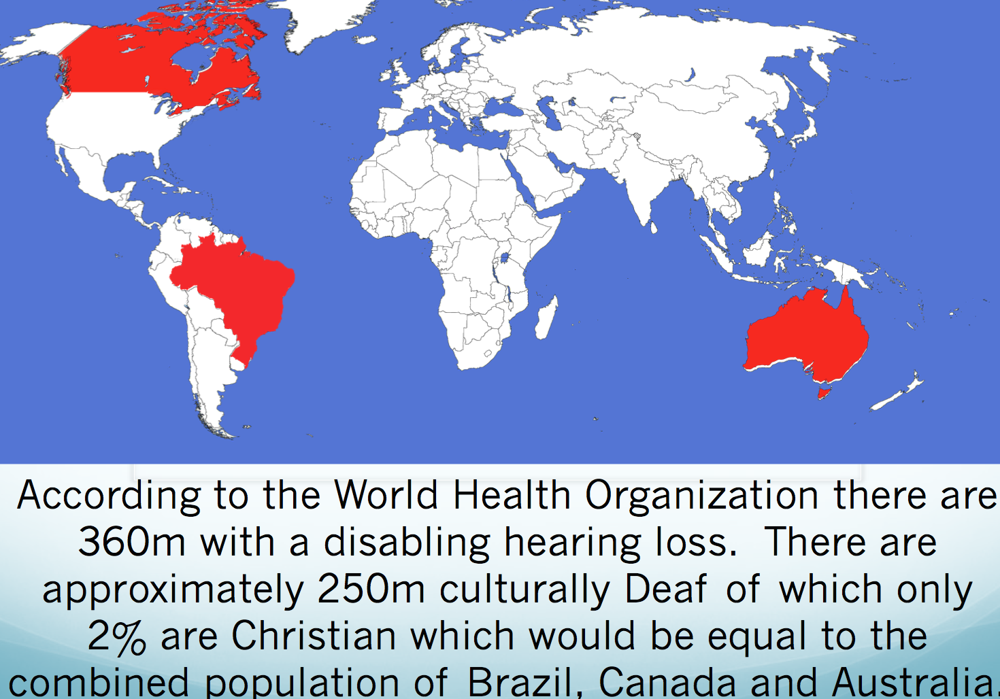 According to the World Health Organization there are
360m with a disabling hearing loss.  There are
approximately 250m culturally Deaf of which only
2% are Christian which would be equal to the
combined population of Brazil, Canada and Australia.